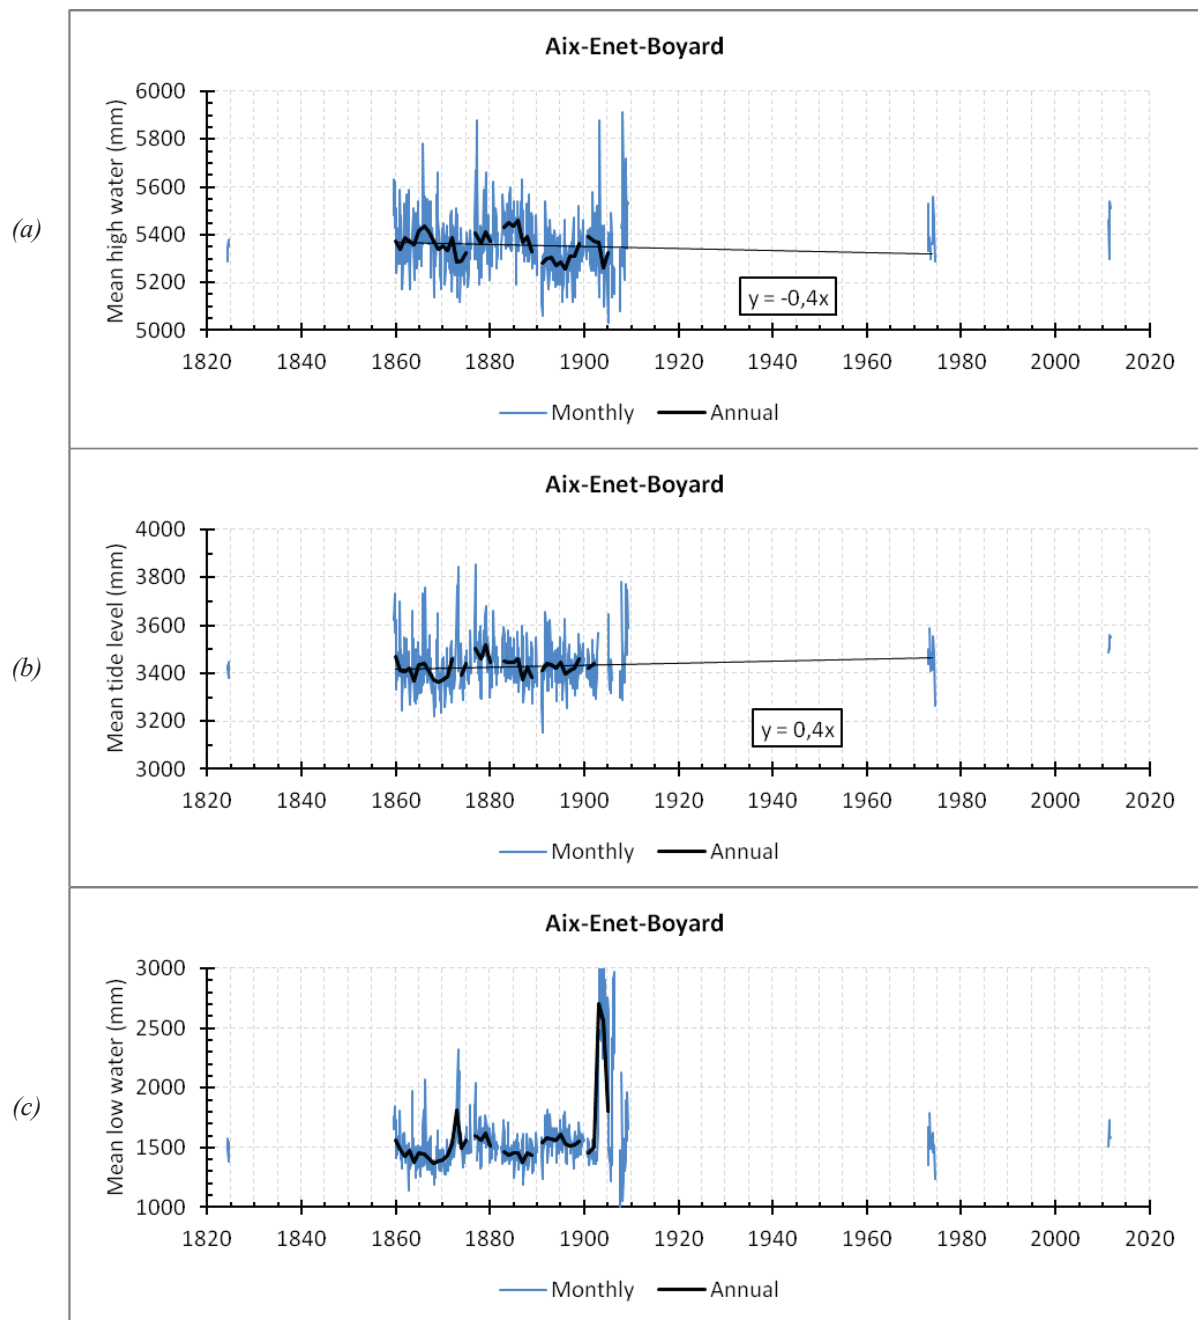 Aix-Enet-Boyard
(a)
Mean high water (mm)
6000
5800
5600
5400
5200
5000
y = -0,4x
1820 1840 1860 1880 1900 1920 1940 1960 1980 2000 2020
Monthly Annual
Aix-Enet-Boyard
(b)
Mean tide level (mm)
4000
3800
3600
3400
3200
3000
y = 0,4x
1820 1840 1860 1880 1900 1920 1940 1960 1980 2000 2020
Monthly Annual
Aix-Enet-Boyard
(c)
Mean low water (mm)
3000
2500
2000
1500
1000
1820 1840 1860 1880 1900 1920 1940 1960 1980 2000 2020
Monthly Annual